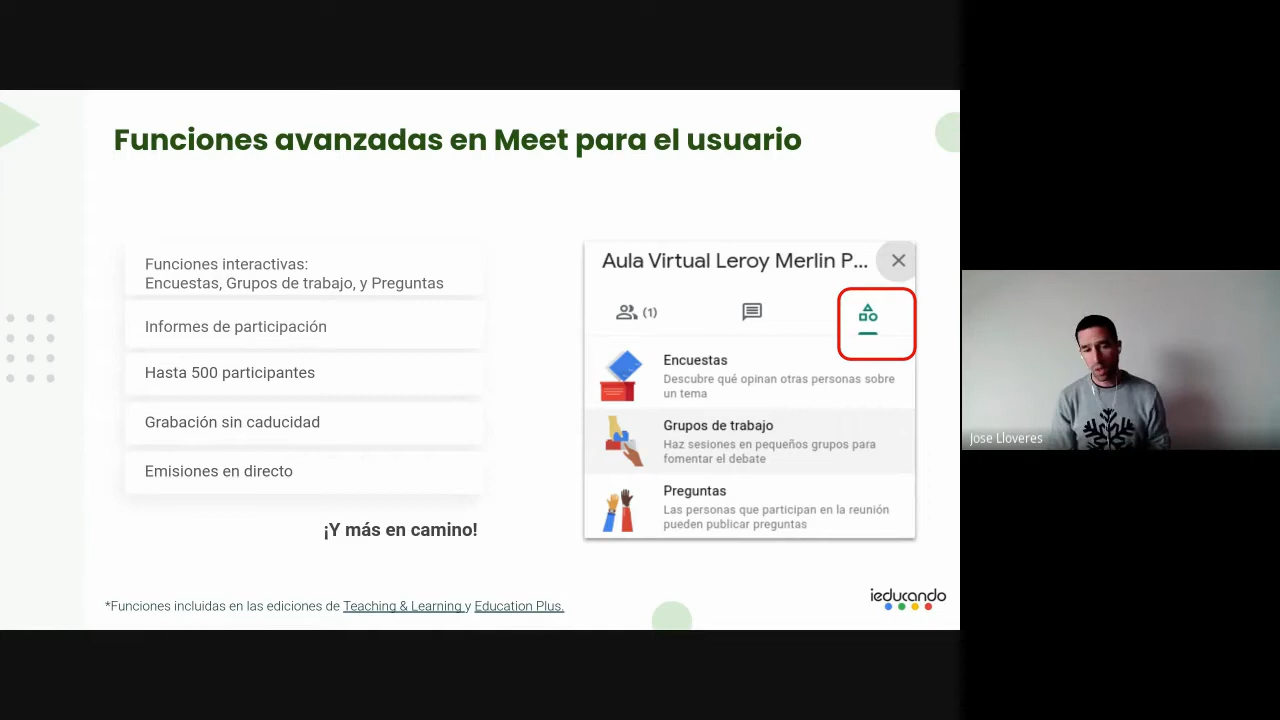 Funciones avanzadas en Meet para el usuario
Funciones interactivas:
Encuestas, Grupos de trabajo, y Preguntas
Informes de participación
Hasta 500 participantes
Grabación sin caducidad
Emisiones en directo
¡Y más en camino!
Aula Virtual Leroy Merlin P...
(1)
Encuestas
Descubre qué opinan otras personas sobre
un tema
Grupos de trabajo
Haz sesiones en pequeños grupos para
fomentar el debate
Preguntas
Las personas que participan en la reunión
pueden publicar preguntas
*Funciones incluidas en las ediciones de Teaching & Learning y Education Plus.
ieducando
Jose Lloveres